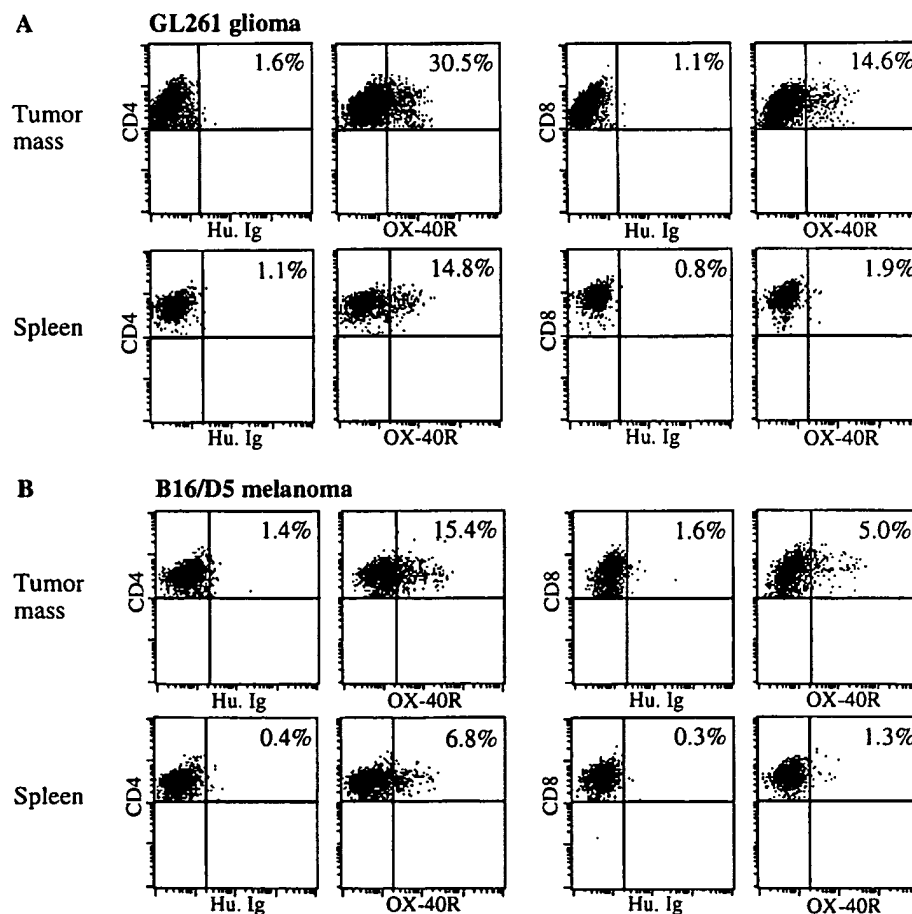 A GL261 glioma
Tumor mass
CD4 1.6% Hu. Ig
30.5% OX-40R
CD8 1.1% Hu. Ig
14.6% OX-40R
Spleen
CD4 1.1% Hu. Ig
14.8% OX-40R
CD8 0.8% Hu. Ig
1.9% OX-40R
B B16/D5 melanoma
Tumor mass
CD4 1.4% Hu. Ig
15.4% OX-40R
CD8 1.6% Hu. Ig
5.0% OX-40R
Spleen
CD4 0.4% Hu. Ig
6.8% OX-40R
CD8 0.3% Hu. Ig
1.3% OX-40R